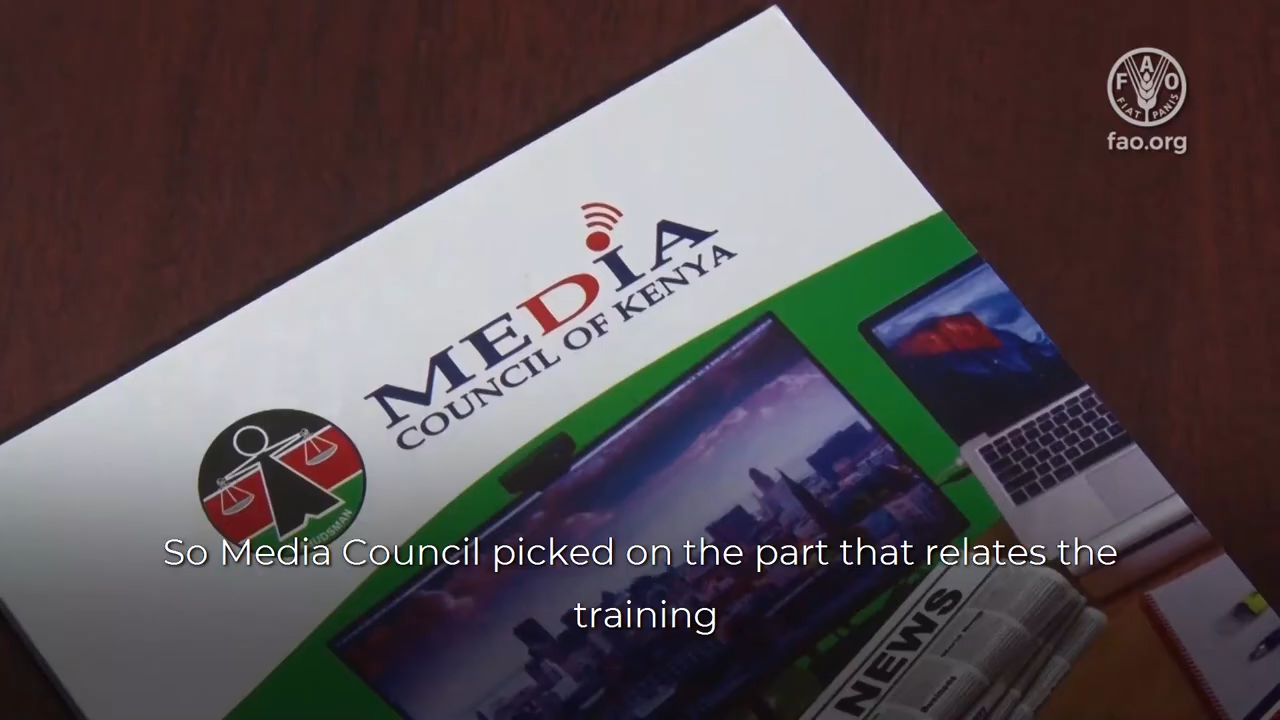 FAO
FIAT PANIS
fao.org
MEDIA
COUNCIL OF KENYA
So Media Council picked on the part that relates the
training
NEWS